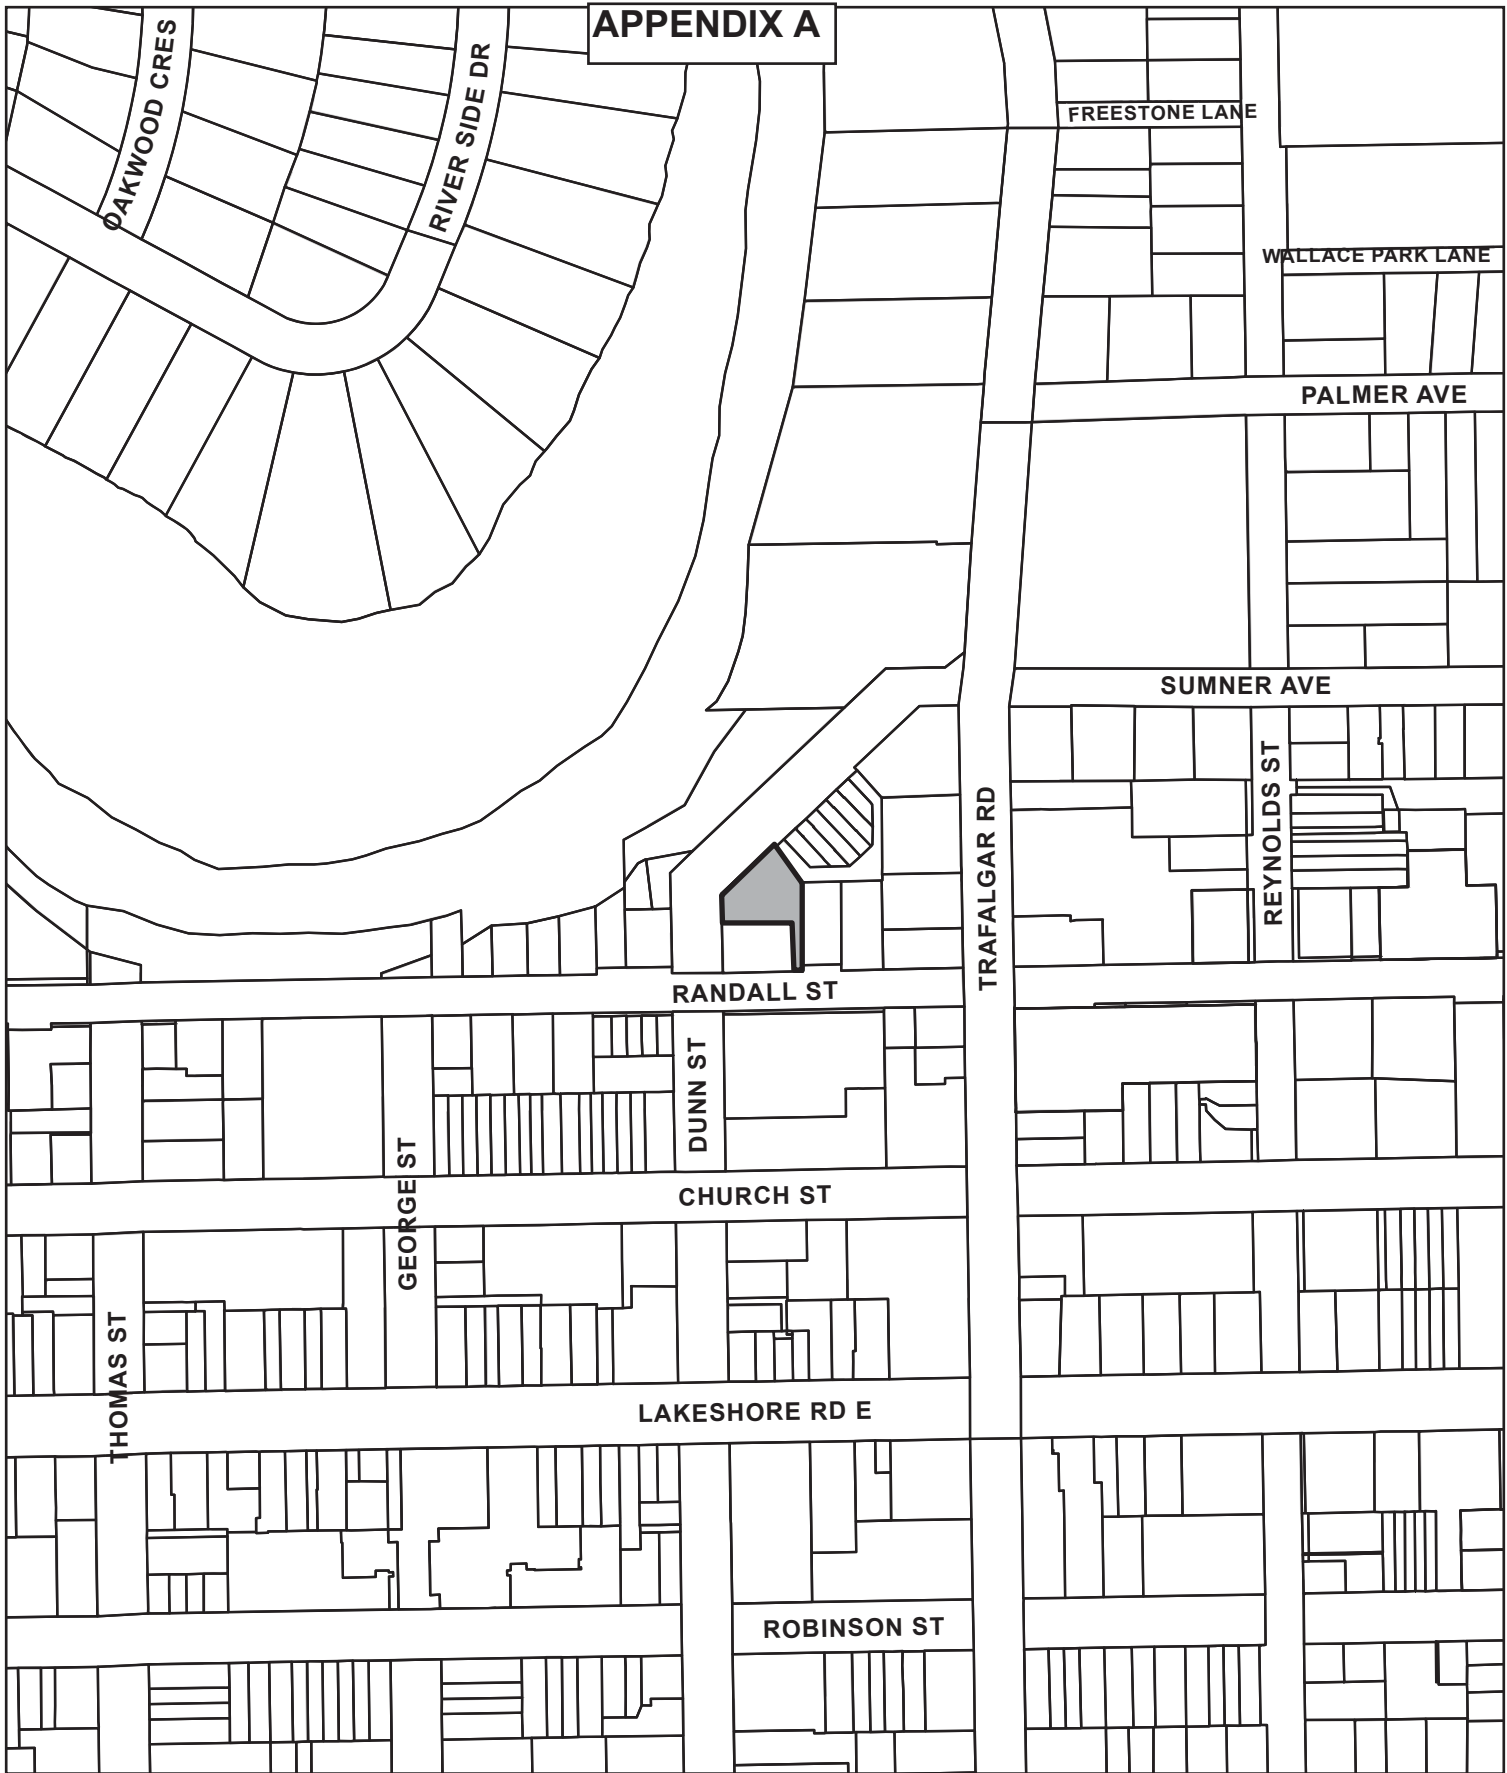 APPENDIX A
OAKWOOD CRES
RIVER SIDE DR
FREESTONE LANE
WALLACE PARK LANE
PALMER AVE
SUMNER AVE
REYNOLDS ST
TRAFALGAR RD
RANDALL ST
DUNN ST
GEORGE ST
CHURCH ST
THOMAS ST
LAKESHORE RD E
ROBINSON ST